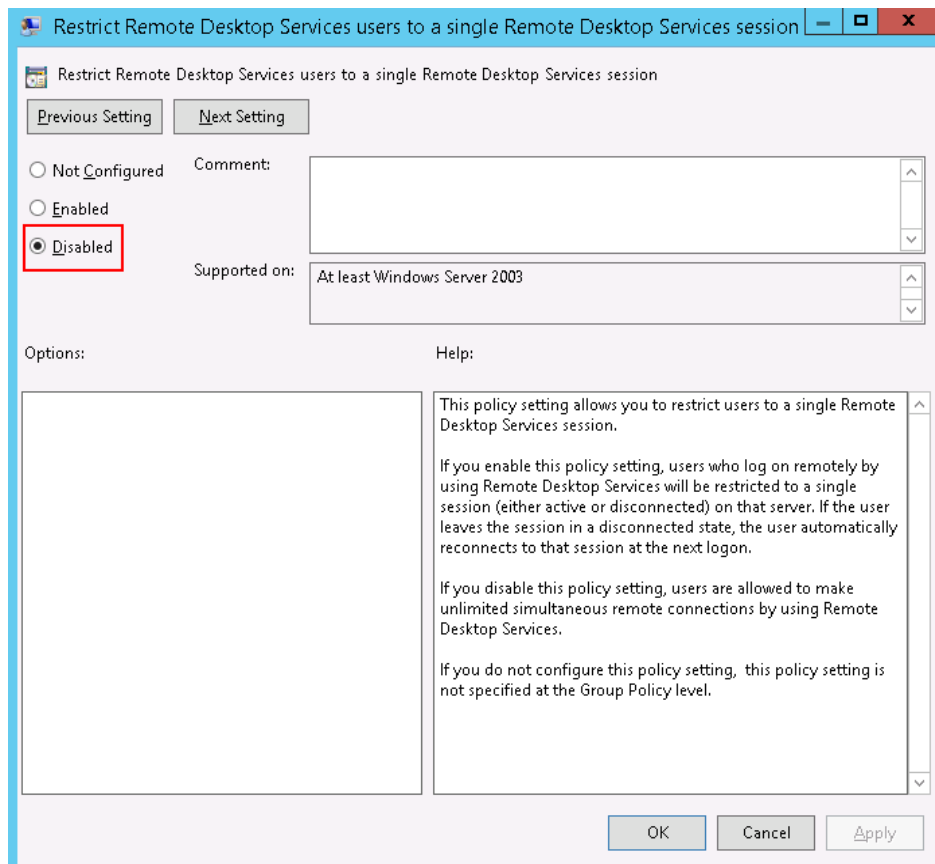 Restrict Remote Desktop Services users to a single Remote Desktop Services session
Restrict Remote Desktop Services users to a single Remote Desktop Services session
Previous Setting
Next Setting
Not Configured
Comment:
Enabled
Disabled
Supported on:
At least Windows Server 2003
Options:
Help:
This policy setting allows you to restrict users to a single Remote
Desktop Services session.
If you enable this policy setting, users who log on remotely by
using Remote Desktop Services will be restricted to a single
session (either active or disconnected) on that server. If the user
leaves the session in a disconnected state, the user automatically
reconnects to that session at the next logon.
If you disable this policy setting, users are allowed to make
unlimited simultaneous remote connections by using Remote
Desktop Services.
If you do not configure this policy setting,  this policy setting is
not specified at the Group Policy level.
OK
Cancel
Apply